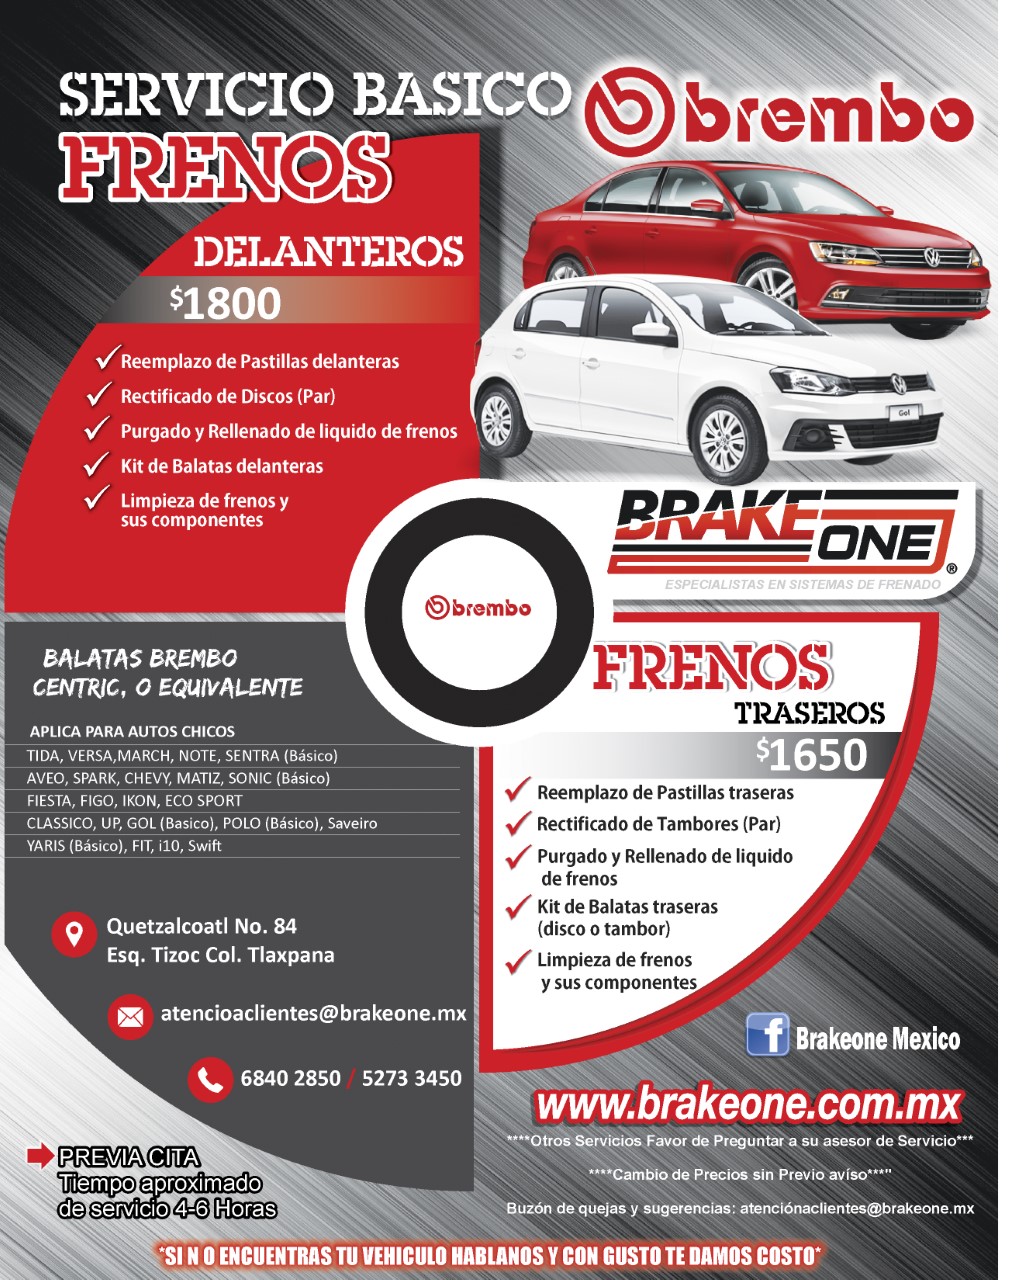 SERVICIO BASICO
brembo
FRENOS
DELANTEROS
$1800
Reemplazo de Pastillas delanteras
Rectificado de Discos (Par)
Purgado y Rellenado de liquido de frenos
Kit de Balatas delanteras
Limpieza de frenos y
sus componentes
Gol
BRAKE
ONE®
ESPECIALISTAS EN SISTEMAS DE FRENADO
brembo
BALATAS BREMBO
CENTRIC, O EQUIVALENTE
APLICA PARA AUTOS CHICOS
TIDA, VERSA,MARCH, NOTE, SENTRA (Básico)
AVEO, SPARK, CHEVY, MATIZ, SONIC (Básico)
FIESTA, FIGO, IKON, ECO SPORT
CLASSICO, UP, GOL (Basico), POLO (Básico), Saveiro
YARIS (Básico), FIT, i10, Swift
FRENOS
TRASEROS
$1650
Reemplazo de Pastillas traseras
Rectificado de Tambores (Par)
Purgado y Rellenado de liquido
de frenos
Kit de Balatas traseras
(disco o tambor)
Limpieza de frenos
y sus componentes
Quetzalcoatl No. 84
Esq. Tizoc Col. Tlaxpana
atencioaclientes@brakeone.mx
6840 2850 / 5273 3450
f Brakeone Mexico
www.brakeone.com.mx
****Otros Servicios Favor de Preguntar a su asesor de Servicio***
****Cambio de Precios sin Previo avíso***"
Buzón de quejas y sugerencias: atenciónaclientes@brakeone.mx
PREVIA CITA
Tiempo aproximado
de servicio 4-6 Horas
*SI N O ENCUENTRAS TU VEHICULO HABLANOS Y CON GUSTO TE DAMOS COSTO*